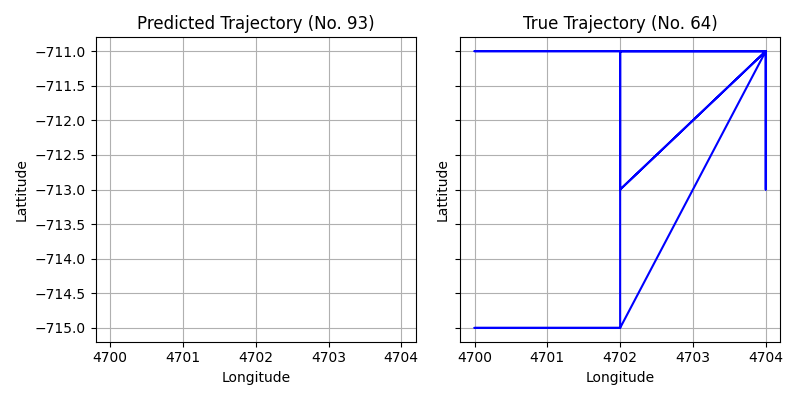 Predicted Trajectory (No. 93)
True Trajectory (No. 64)
Lattitude
−711.0
−711.5
−712.0
−712.5
−713.0
−713.5
−714.0
−714.5
−715.0
4700 4701 4702 4703 4704
Longitude
Lattitude
4700 4701 4702 4703 4704
Longitude